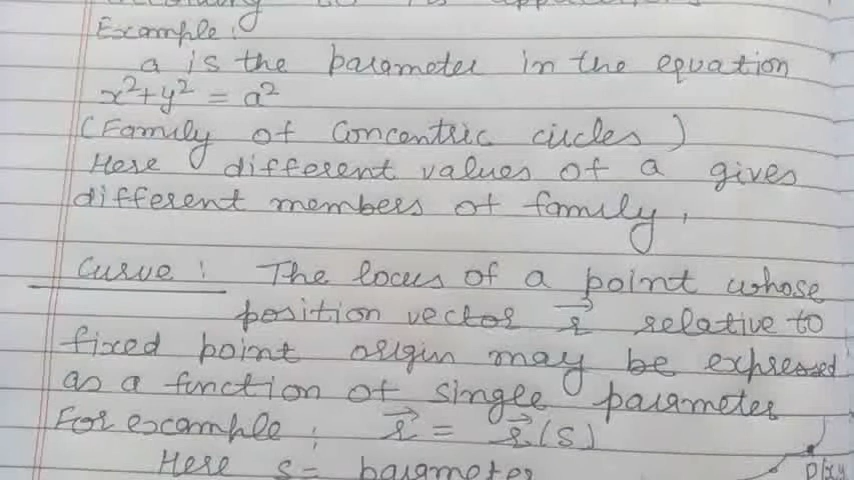 Example:
a is the parameter in the equation
x²+y² = a²
(Family of Concentric circles)
Here different values of a gives
different members of family,
Curve: The locus of a point whose
position vector r⃗ relative to
fixed point origin may be expressed
as a function of single parameter
For example: r⃗ = r⃗(s)
Here s= parameter